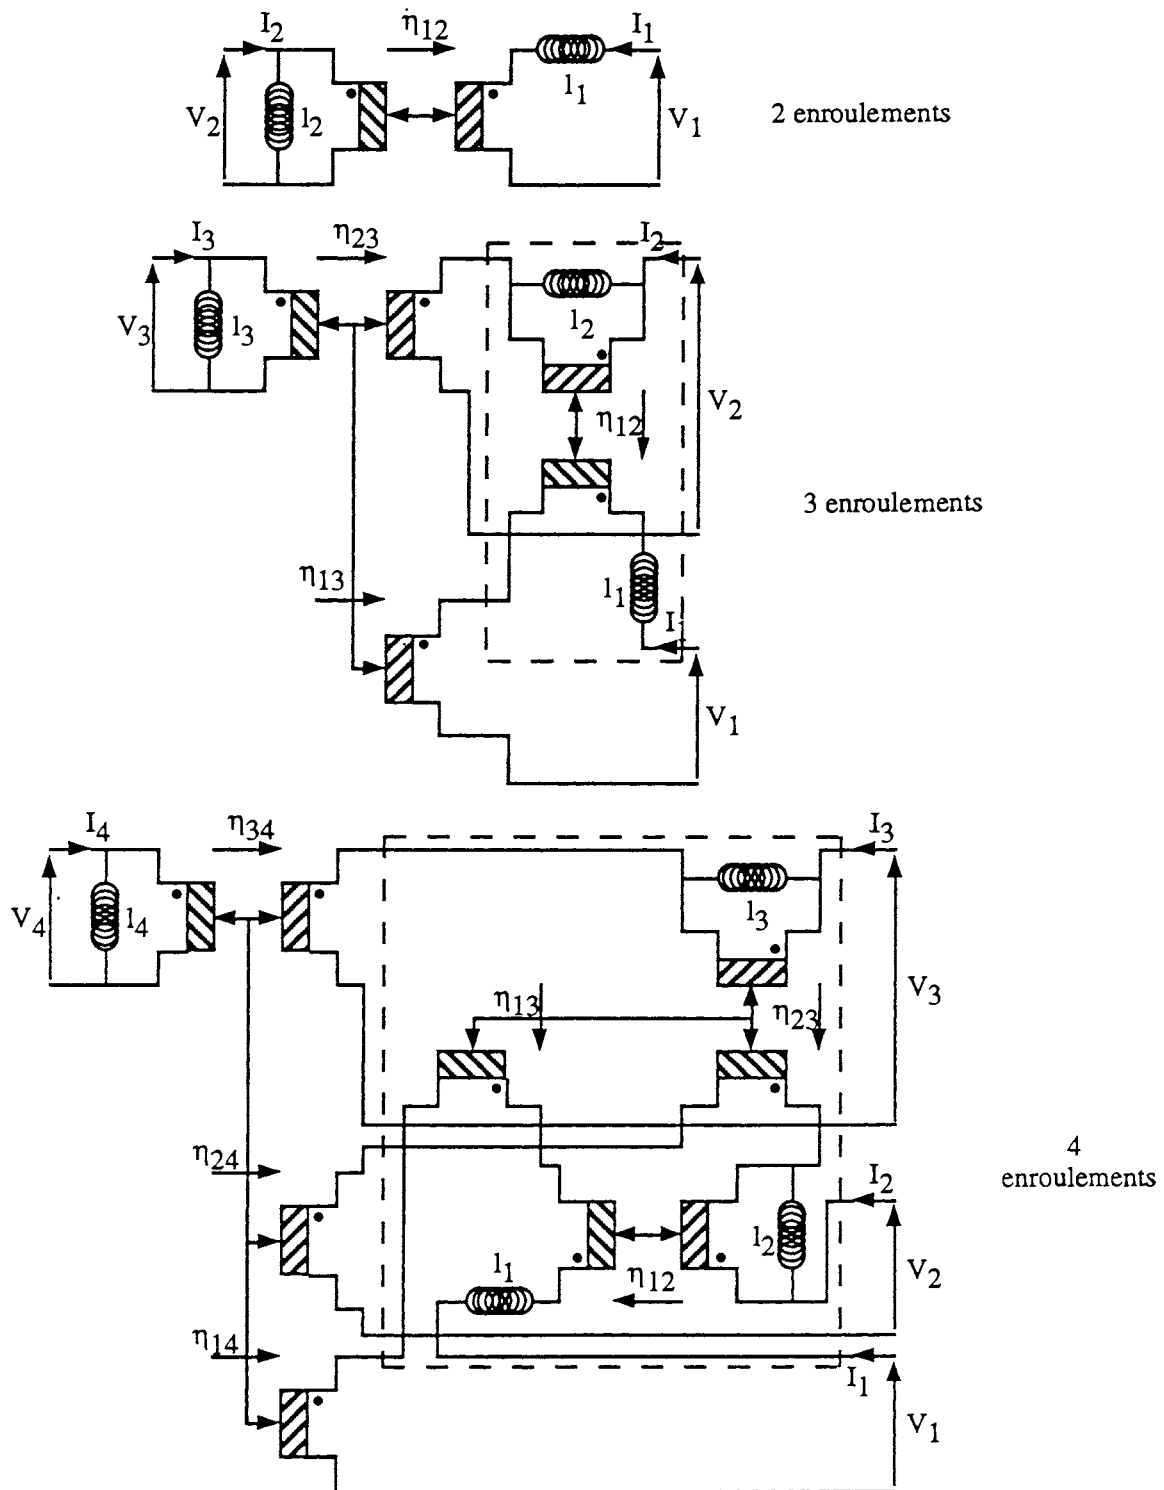 I2 η12 I1
V2 l2 l1 V1
2 enroulements
I3 η23 I2
V3 l3 l2 V2
η12
3 enroulements
η13 l1 I
V1
I4 η34 I3
V4 l4 l3 V3
η13 η23
4
enroulements
η24 I2
l1 l2 V2
η12
η14 I1
V1